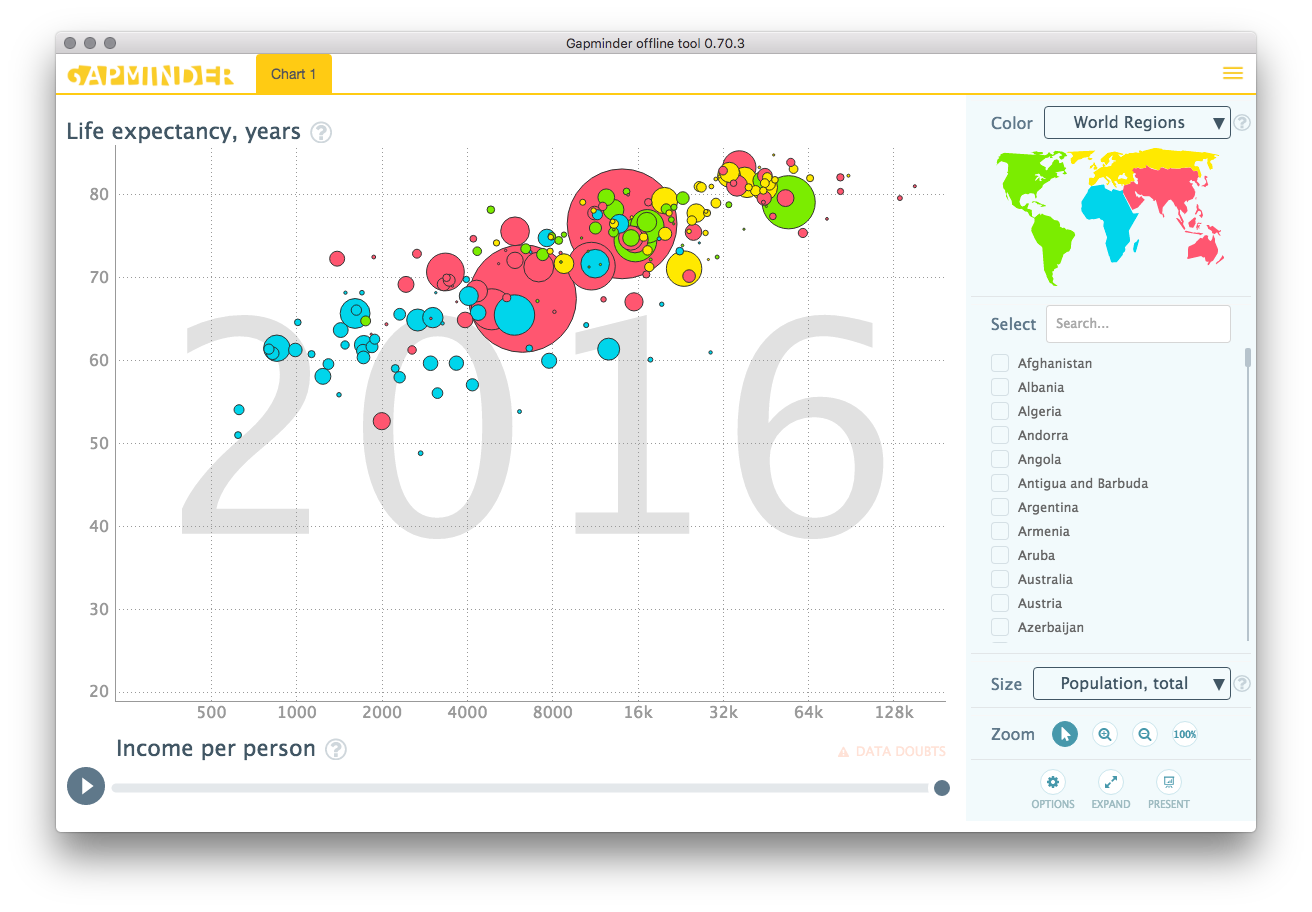 Gapminder offline tool 0.70.3
GAPMINDER
Chart 1
Life expectancy, years ?
80
70
60
50
40
30
20
2016
500 1000 2000 4000 8000 16k 32k 64k 128k
Income per person ?
DATA DOUBTS
Color World Regions ▼ ?
Select Search...
Afghanistan
Albania
Algeria
Andorra
Angola
Antigua and Barbuda
Argentina
Armenia
Aruba
Australia
Austria
Azerbaijan
Size Population, total ▼ ?
Zoom 100%
OPTIONS EXPAND PRESENT